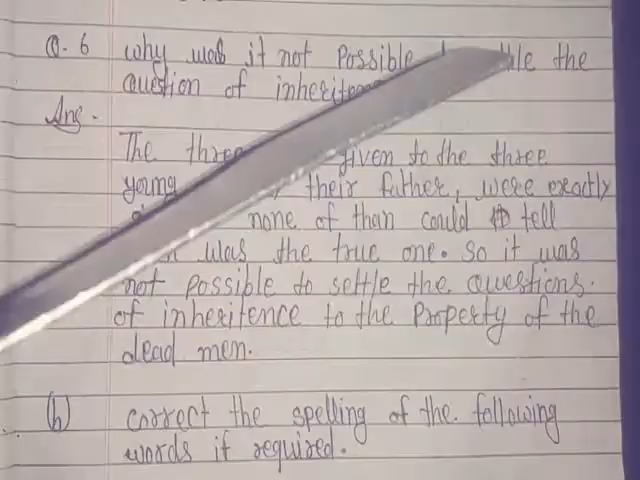 Q. 6 why was it not possible the
question of
Ans.
The given to the three
young their father, were exactly
none of than could tell
was the true one. So it was
not possible to settle the questions.
of inheritence to the property of the
dead men.
(b) correct the spelling of the. following
words if required.